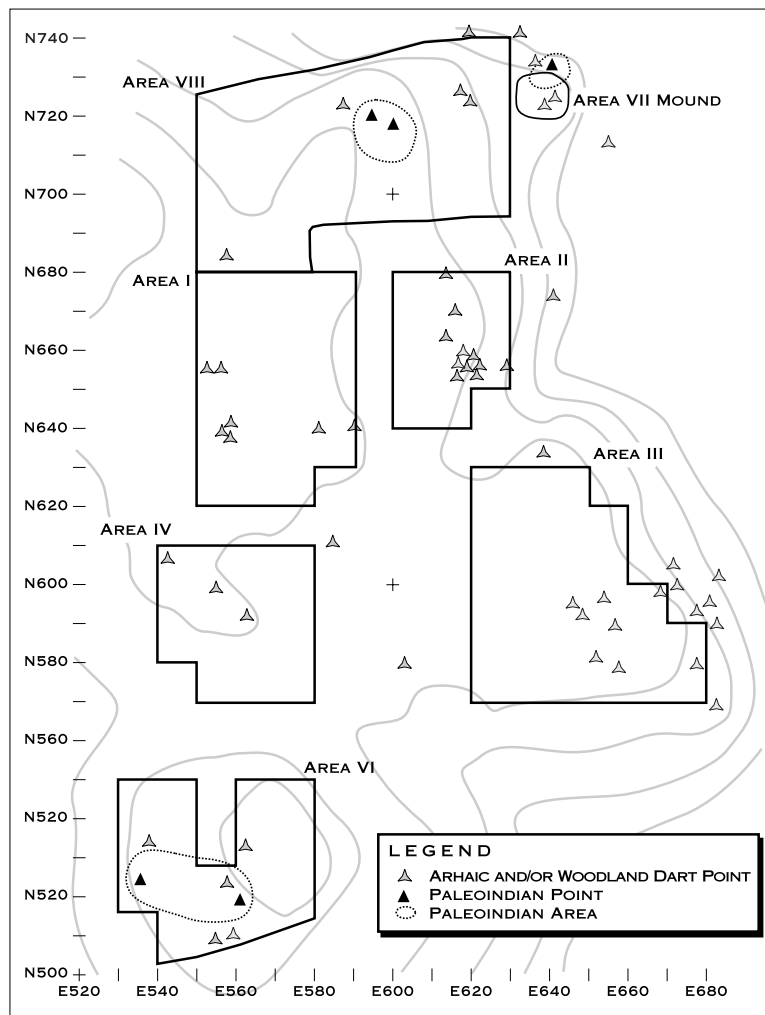 N740
Area VIII
Area VII Mound
N720
N700
N680
Area I
Area II
N660
N640
Area III
N620
Area IV
N600
N580
N560
Area VI
N520
LEGEND
Arhaic and/or Woodland Dart Point
Paleoindian Point
Paleoindian Area
N520
N500
E520 E540 E560 E580 E600 E620 E640 E660 E680